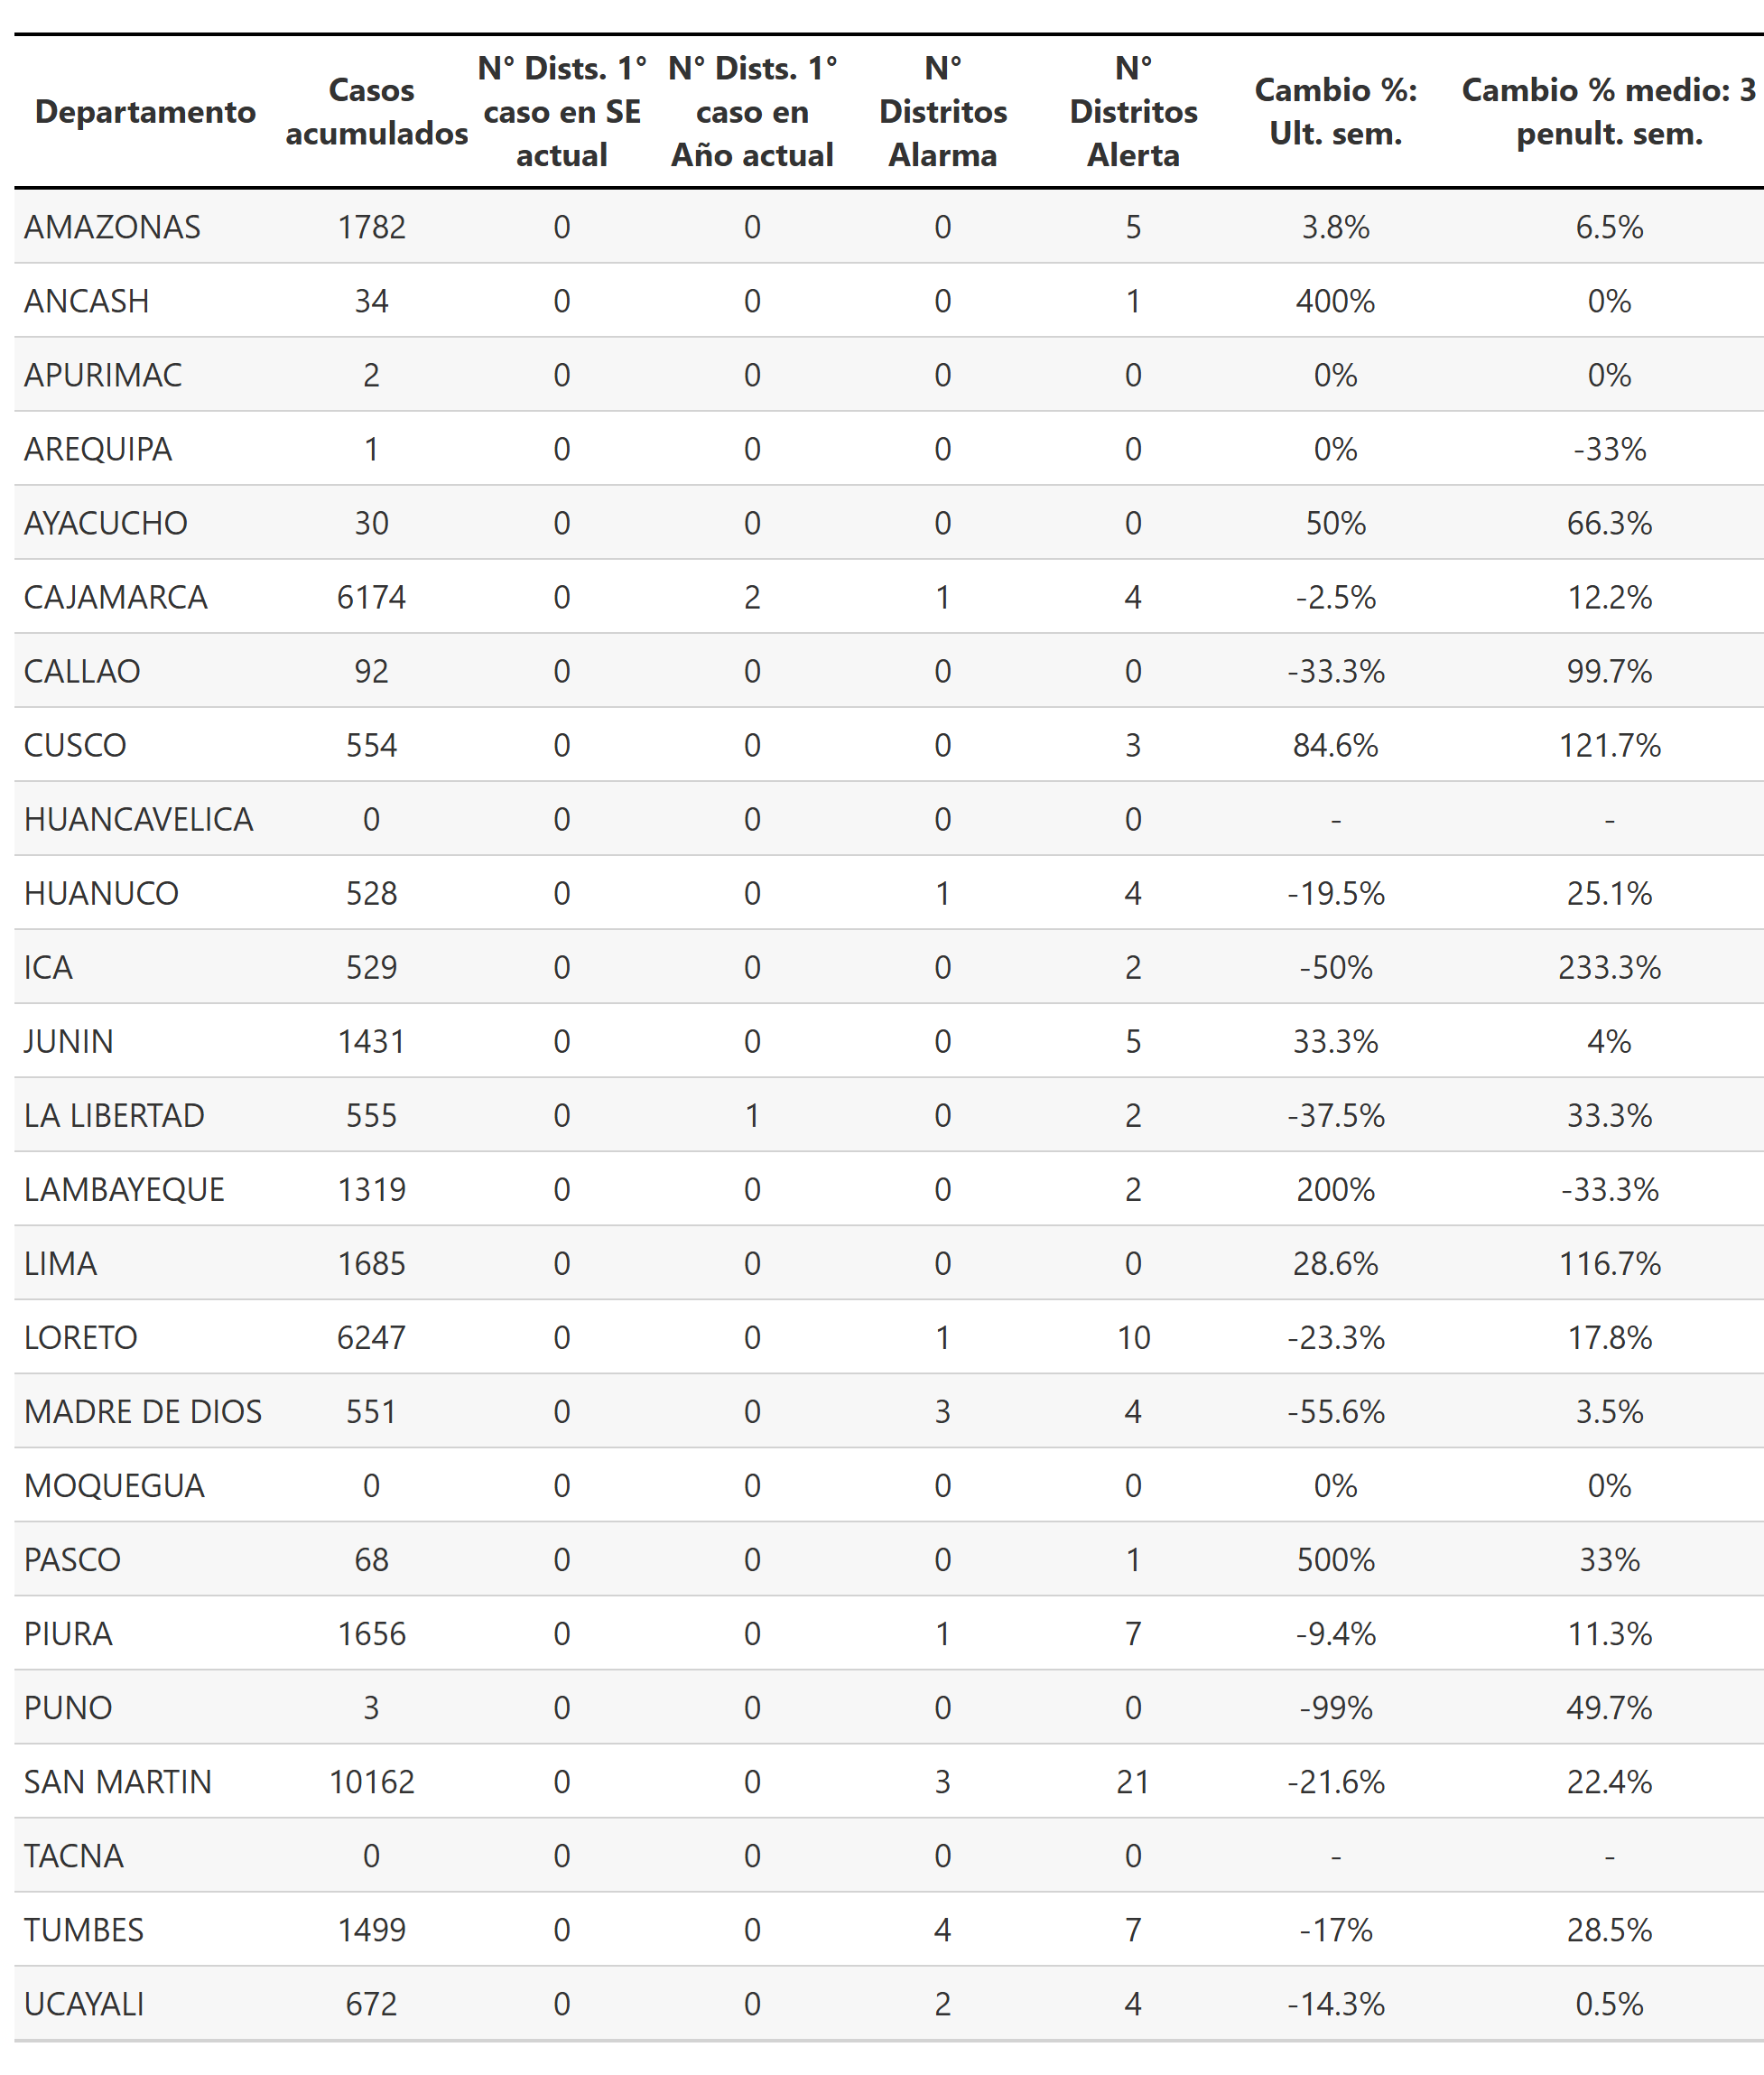 Departamento Casos acumulados N° Dists. 1° caso en SE actual N° Dists. 1° caso en Año actual N° Distritos Alarma N° Distritos Alerta Cambio %: Ult. sem. Cambio % medio: 3 penult. sem.
AMAZONAS 1782 0 0 0 5 3.8% 6.5%
ANCASH 34 0 0 0 1 400% 0%
APURIMAC 2 0 0 0 0 0% 0%
AREQUIPA 1 0 0 0 0 0% -33%
AYACUCHO 30 0 0 0 0 50% 66.3%
CAJAMARCA 6174 0 2 1 4 -2.5% 12.2%
CALLAO 92 0 0 0 0 -33.3% 99.7%
CUSCO 554 0 0 0 3 84.6% 121.7%
HUANCAVELICA 0 0 0 0 0 - -
HUANUCO 528 0 0 1 4 -19.5% 25.1%
ICA 529 0 0 0 2 -50% 233.3%
JUNIN 1431 0 0 0 5 33.3% 4%
LA LIBERTAD 555 0 1 0 2 -37.5% 33.3%
LAMBAYEQUE 1319 0 0 0 2 200% -33.3%
LIMA 1685 0 0 0 0 28.6% 116.7%
LORETO 6247 0 0 1 10 -23.3% 17.8%
MADRE DE DIOS 551 0 0 3 4 -55.6% 3.5%
MOQUEGUA 0 0 0 0 0 0% 0%
PASCO 68 0 0 0 1 500% 33%
PIURA 1656 0 0 1 7 -9.4% 11.3%
PUNO 3 0 0 0 0 -99% 49.7%
SAN MARTIN 10162 0 0 3 21 -21.6% 22.4%
TACNA 0 0 0 0 0 - -
TUMBES 1499 0 0 4 7 -17% 28.5%
UCAYALI 672 0 0 2 4 -14.3% 0.5%